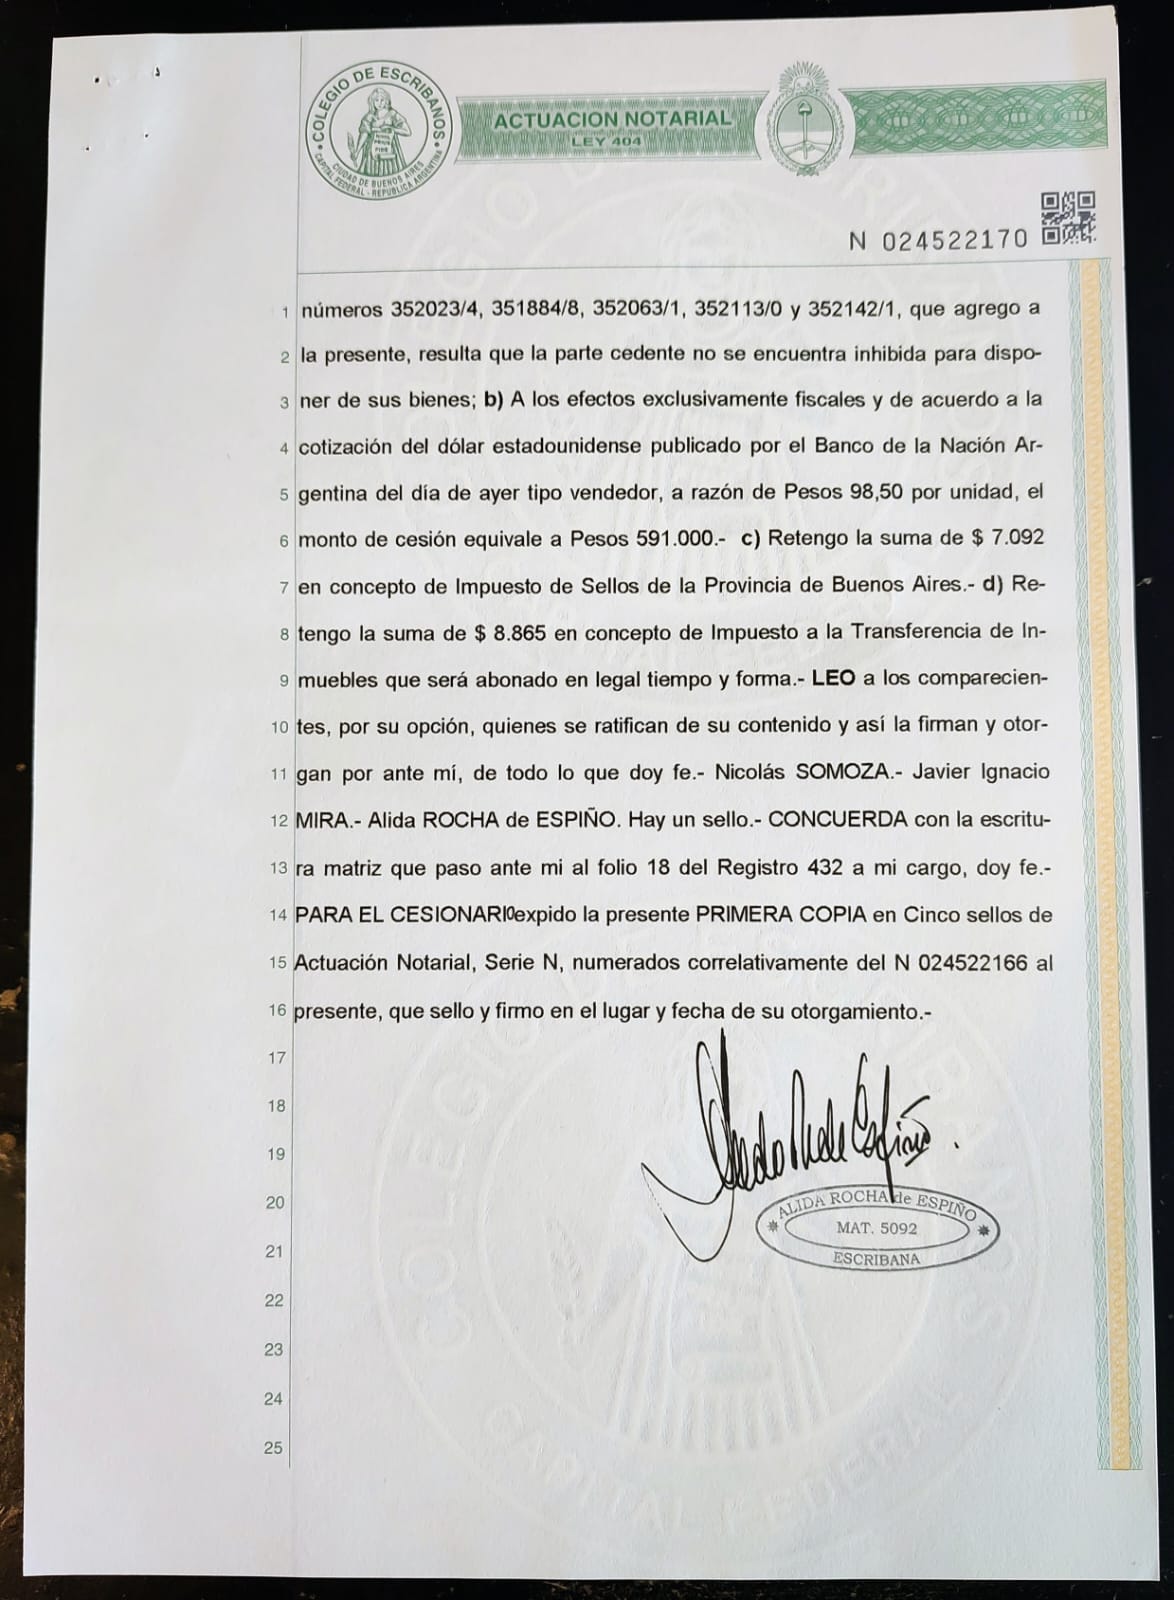 COLEGIO DE ESCRIBANOS
CIUDAD DE BUENOS AIRES
CAPITAL FEDERAL - REPUBLICA ARGENTINA
ACTUACION NOTARIAL
LEY 404
N 024522170
1 números 352023/4, 351884/8, 352063/1, 352113/0 y 352142/1, que agrego a
2 la presente, resulta que la parte cedente no se encuentra inhibida para dispo-
3 ner de sus bienes; b) A los efectos exclusivamente fiscales y de acuerdo a la
4 cotización del dólar estadounidense publicado por el Banco de la Nación Ar-
5 gentina del día de ayer tipo vendedor, a razón de Pesos 98,50 por unidad, el
6 monto de cesión equivale a Pesos 591.000.- c) Retengo la suma de $ 7.092
7 en concepto de Impuesto de Sellos de la Provincia de Buenos Aires.- d) Re-
8 tengo la suma de $ 8.865 en concepto de Impuesto a la Transferencia de In-
9 muebles que será abonado en legal tiempo y forma.- LEO a los comparecien-
10 tes, por su opción, quienes se ratifican de su contenido y así la firman y otor-
11 gan por ante mí, de todo lo que doy fe.- Nicolás SOMOZA.- Javier Ignacio
12 MIRA.- Alida ROCHA de ESPIÑO. Hay un sello.- CONCUERDA con la escritu-
13 ra matriz que paso ante mi al folio 18 del Registro 432 a mi cargo, doy fe.-
14 PARA EL CESIONARIO expido la presente PRIMERA COPIA en Cinco sellos de
15 Actuación Notarial, Serie N, numerados correlativamente del N 024522166 al
16 presente, que sello y firmo en el lugar y fecha de su otorgamiento.-
17
18
19
20
21
22
23
24
25
ALIDA ROCHA de ESPIÑO
MAT. 5092
ESCRIBANA